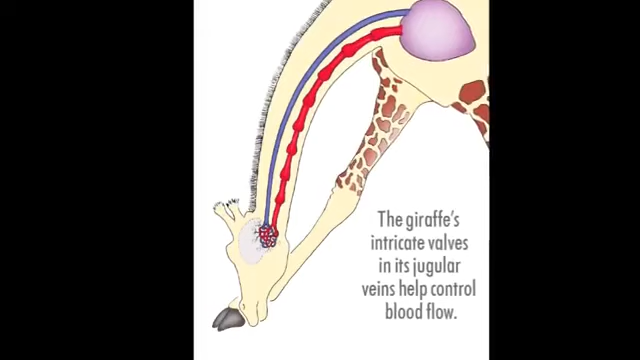 The giraffe's
intricate valves
in its jugular
veins help control
blood flow.